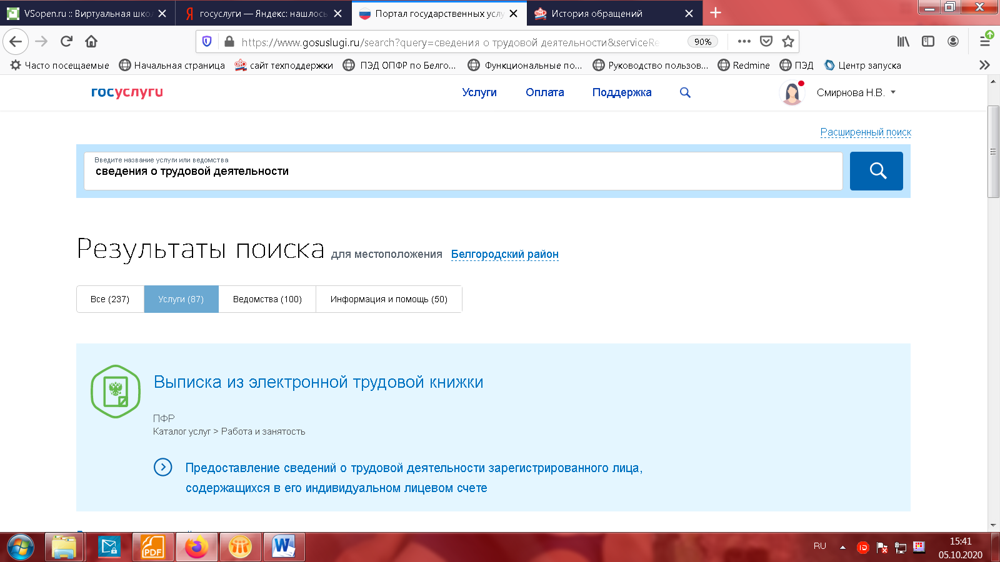 VSopen.ru :: Виртуальная шко
госуслуги — Яндекс: нашлось
Портал государственных услу
История обращений
https://www.gosuslugi.ru/search?query=сведения о трудовой деятельности&serviceRe
90%
Часто посещаемые
Начальная страница
сайт техподдержки
ПЭД ОПФР по Белго...
Функциональные по...
Руководство пользов...
Redmine
ПЭД
Центр запуска
госуслуги
Услуги
Оплата
Поддержка
Смирнова Н.В.
Расширенный поиск
Введите название услуги или ведомства
сведения о трудовой деятельности
Результаты поиска для местоположения Белгородский район
Все (237)
Услуги (87)
Ведомства (100)
Информация и помощь (50)
Выписка из электронной трудовой книжки
ПФР
Каталог услуг > Работа и занятость
Предоставление сведений о трудовой деятельности зарегистрированного лица,
содержащихся в его индивидуальном лицевом счете
PDF
RU
15:41
05.10.2020